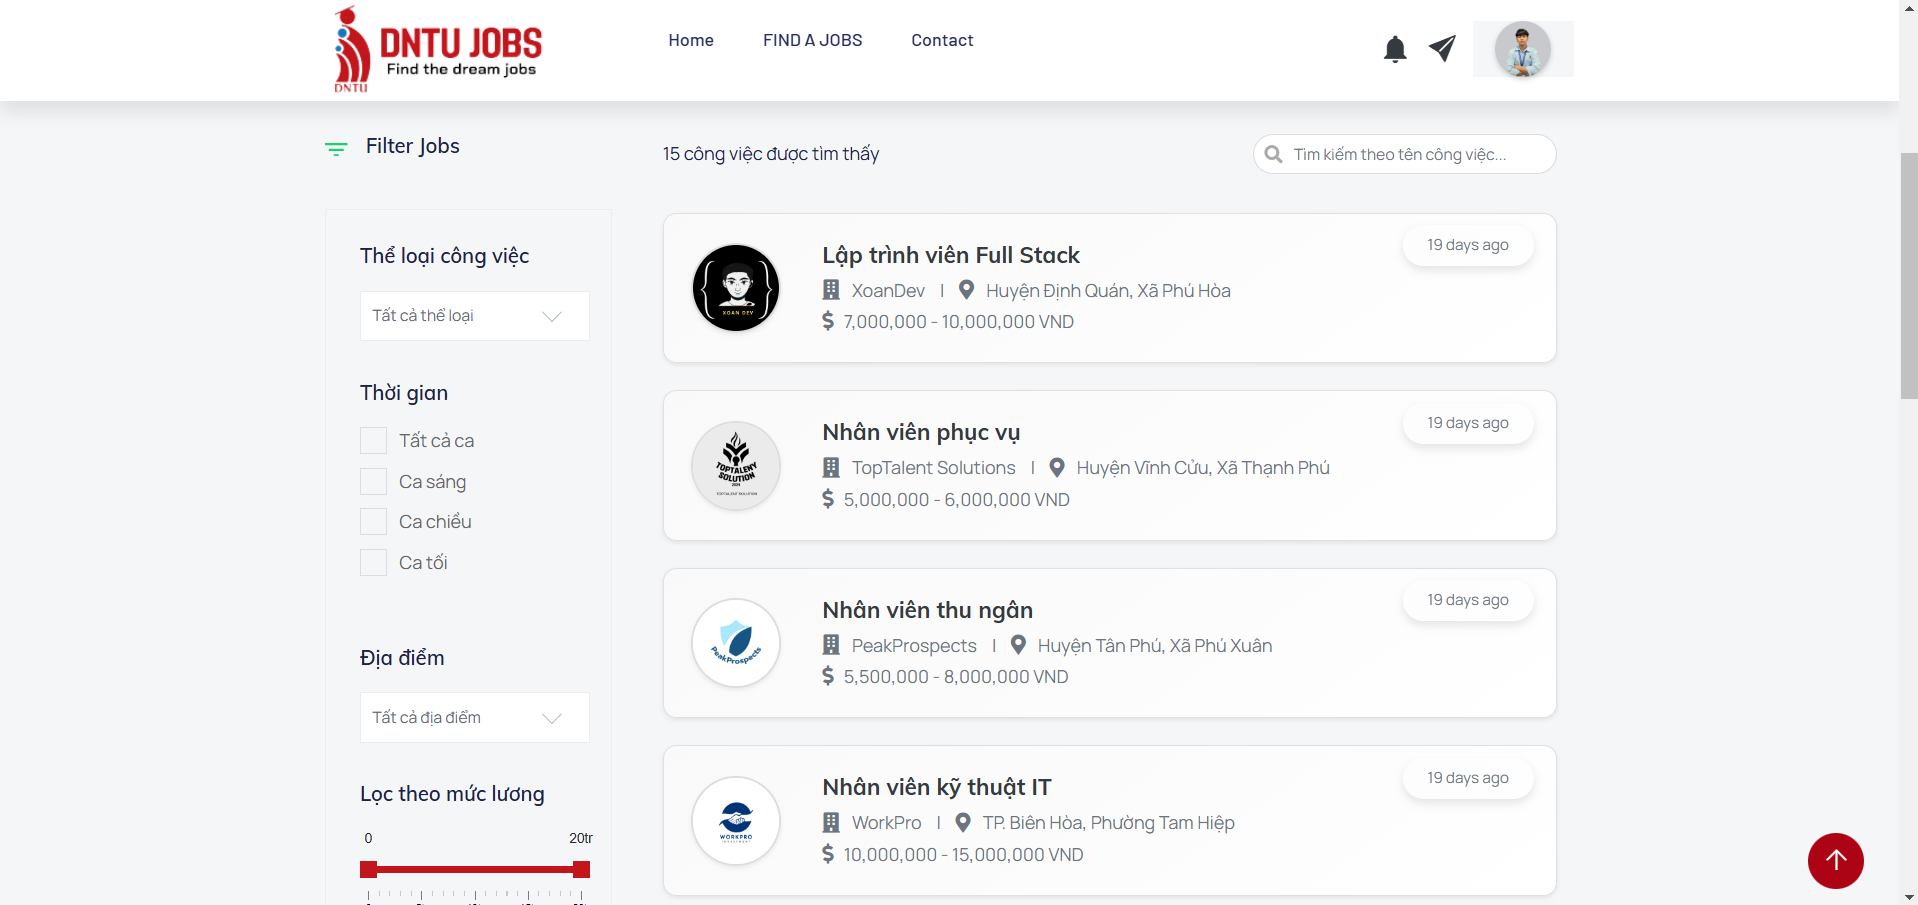 DNTU JOBS
Find the dream jobs
DNTU
Home
FIND A JOBS
Contact
Filter Jobs
15 công việc được tìm thấy
Tìm kiếm theo tên công việc...
Thể loại công việc
Tất cả thể loại
Thời gian
Tất cả ca
Ca sáng
Ca chiều
Ca tối
Địa điểm
Tất cả địa điểm
Lọc theo mức lương
0
20tr
Lập trình viên Full Stack
19 days ago
XOAN DEV
XoanDev | Huyện Định Quán, Xã Phú Hòa
7,000,000 - 10,000,000 VND
Nhân viên phục vụ
19 days ago
TOPTALENY
SOLUTION
2024
TOPTALENT SOLUTION
TopTalent Solutions | Huyện Vĩnh Cửu, Xã Thạnh Phú
5,000,000 - 6,000,000 VND
Nhân viên thu ngân
19 days ago
PeakProspects
PeakProspects | Huyện Tân Phú, Xã Phú Xuân
5,500,000 - 8,000,000 VND
Nhân viên kỹ thuật IT
19 days ago
WORKPRO
WorkPro | TP. Biên Hòa, Phường Tam Hiệp
10,000,000 - 15,000,000 VND